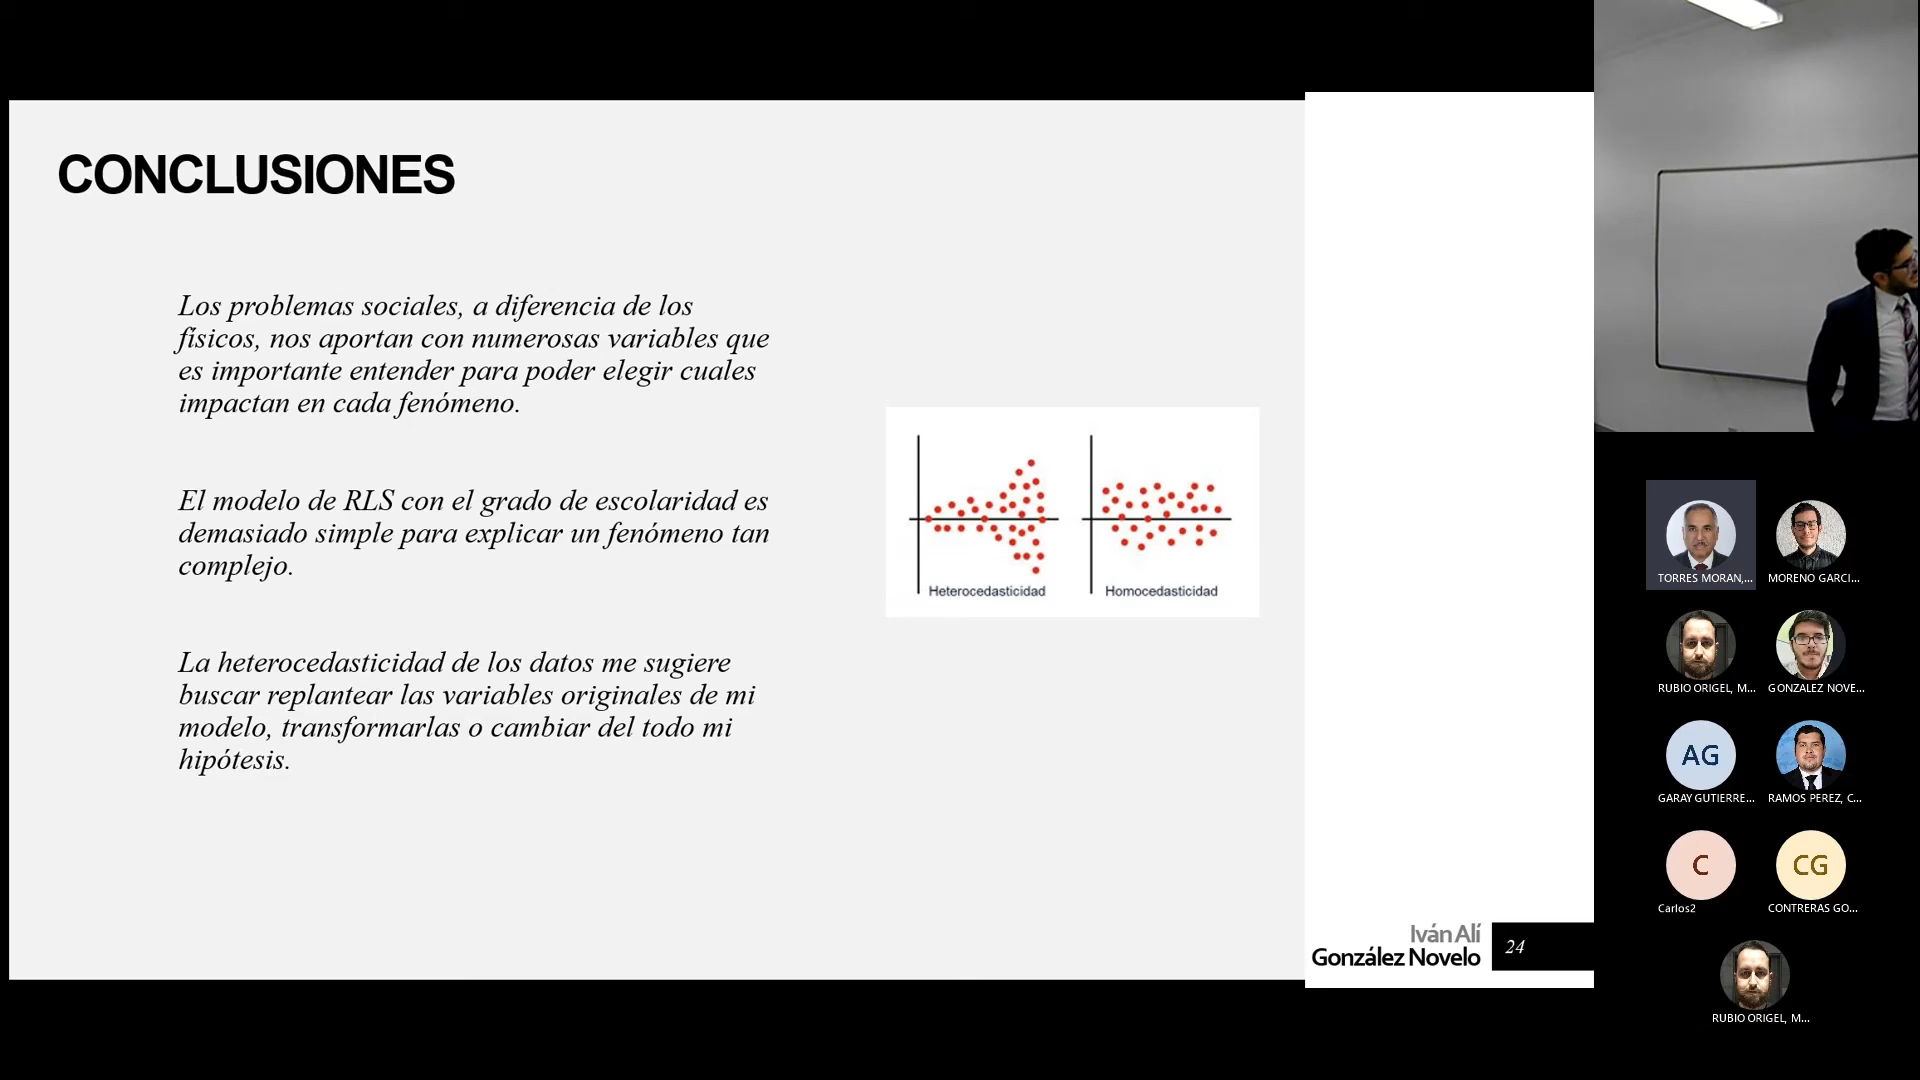 CONCLUSIONES
Los problemas sociales, a diferencia de los
físicos, nos aportan con numerosas variables que
es importante entender para poder elegir cuales
impactan en cada fenómeno.
El modelo de RLS con el grado de escolaridad es
demasiado simple para explicar un fenómeno tan
complejo.
La heterocedasticidad de los datos me sugiere
buscar replantear las variables originales de mi
modelo, transformarlas o cambiar del todo mi
hipótesis.
Heterocedasticidad
Homocedasticidad
Iván Alí
González Novelo
24
TORRES MORAN,...
MORENO GARCI...
RUBIO ORIGEL, M...
GONZALEZ NOVE...
AG
GARAY GUTIERRE...
RAMOS PEREZ, C...
C
Carlos2
CG
CONTRERAS GO...
RUBIO ORIGEL, M...